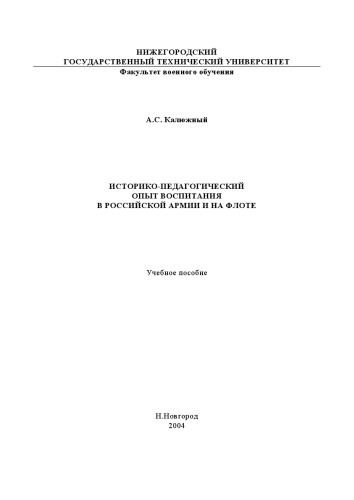 НИЖЕГОРОДСКИЙ
ГОСУДАРСТВЕННЫЙ ТЕХНИЧЕСКИЙ УНИВЕРСИТЕТ
Факультет военного обучения
А.С. Калюжный
ИСТОРИКО-ПЕДАГОГИЧЕСКИЙ
ОПЫТ ВОСПИТАНИЯ
В РОССИЙСКОЙ АРМИИ И НА ФЛОТЕ
Учебное пособие
Н.Новгород
2004